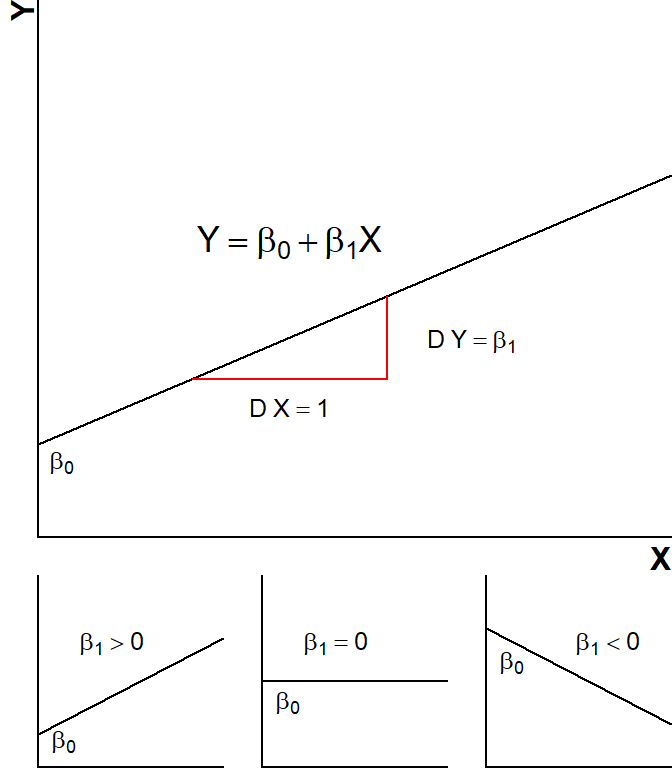 Y
Y = β₀ + β₁X
D Y = β₁
D X = 1
β₀
X
β₁ > 0
β₀
β₁ = 0
β₀
β₁ < 0
β₀